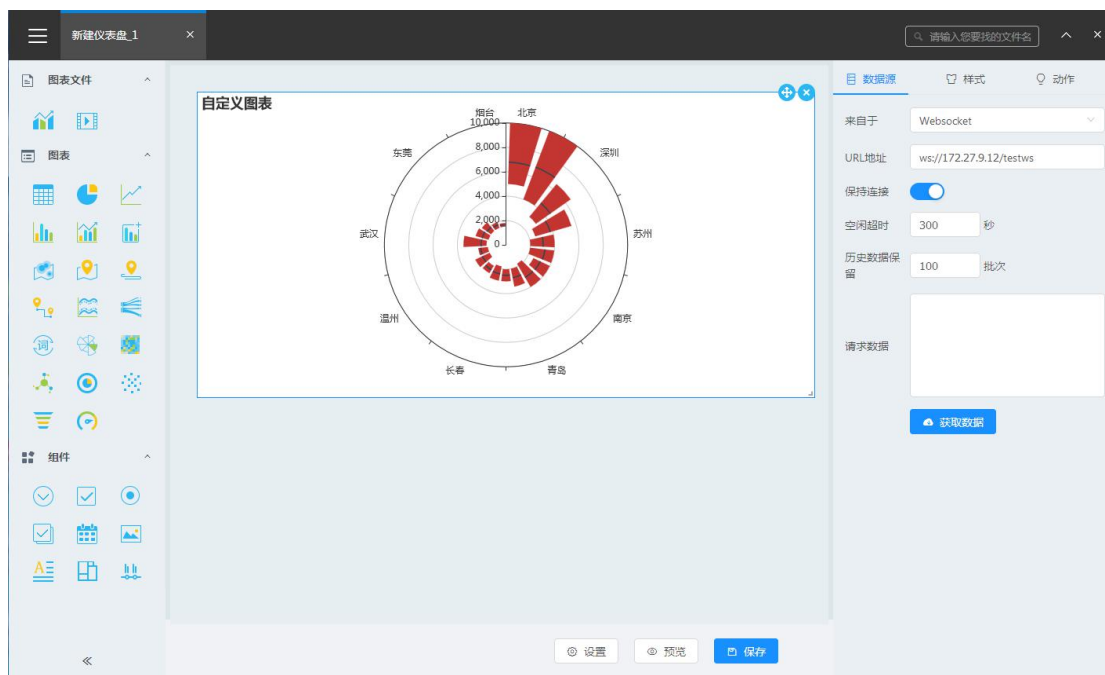 新建仪表盘_1
请输入您要找的文件名
图表文件
图表
词
组件
自定义图表
烟台
北京
10,000
8,000
6,000
4,000
2,000
0
深圳
苏州
南京
青岛
长春
温州
武汉
东莞
设置
预览
保存
数据源
样式
动作
来自于
Websocket
URL地址
ws://172.27.9.12/testws
保持连接
空闲超时
300
秒
历史数据保
留
100
批次
请求数据
获取数据